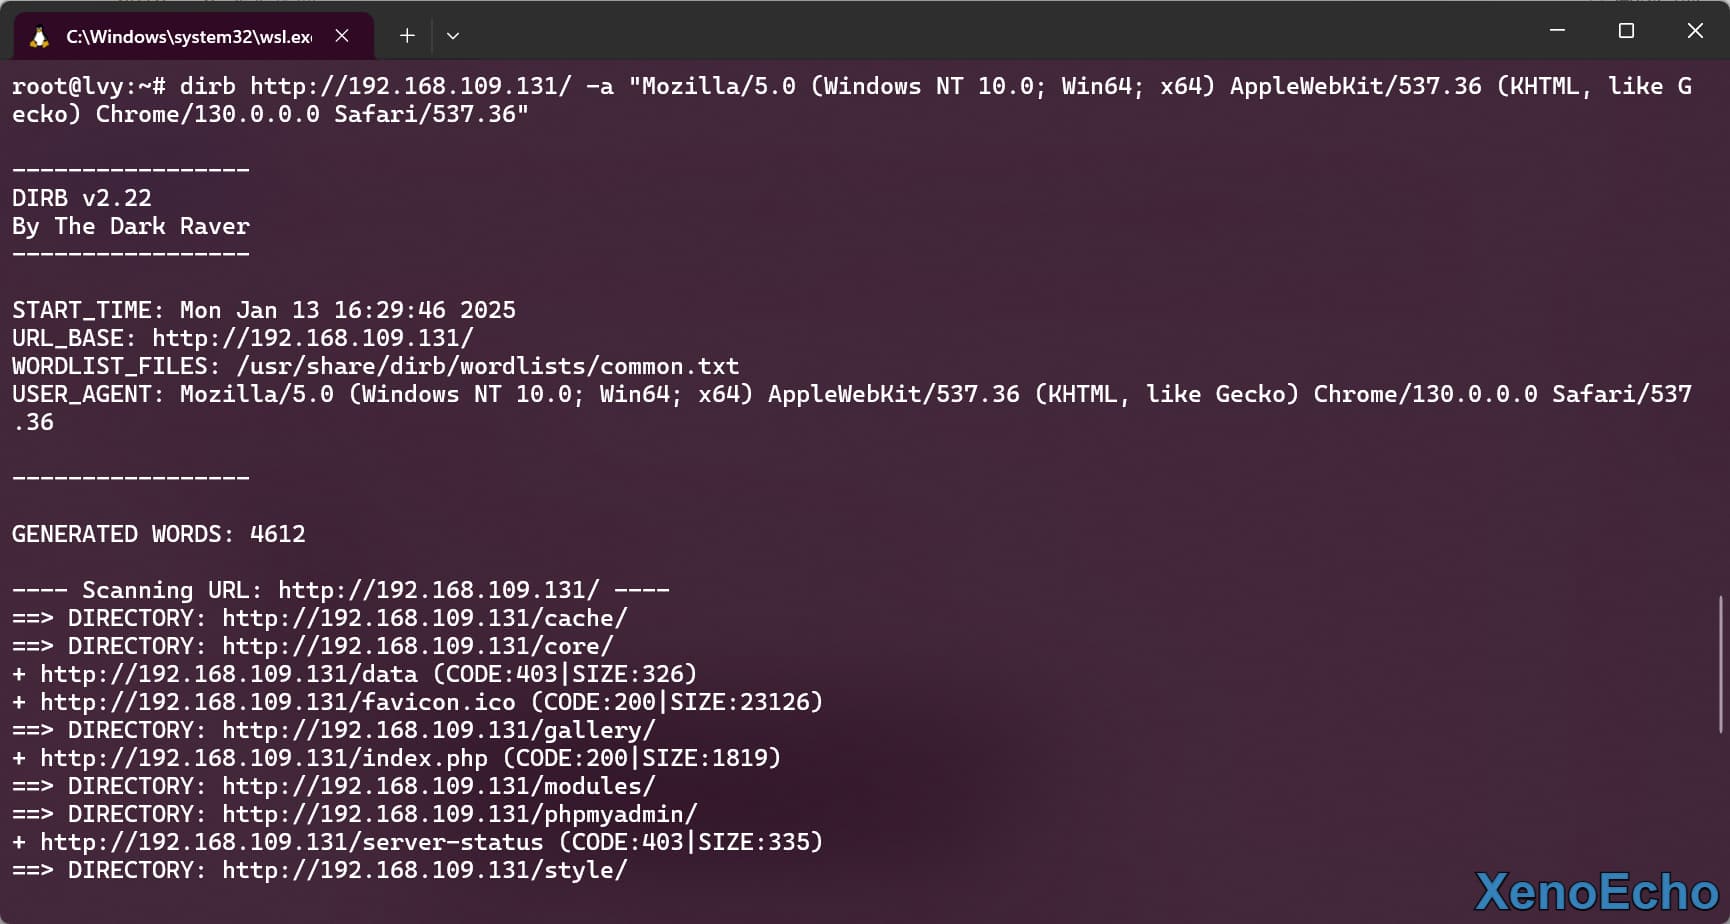 C:\Windows\system32\wsl.exe
root@lvy:~# dirb http://192.168.109.131/ -a "Mozilla/5.0 (Windows NT 10.0; Win64; x64) AppleWebKit/537.36 (KHTML, like G
ecko) Chrome/130.0.0.0 Safari/537.36"
-----------------
DIRB v2.22
By The Dark Raver
-----------------
START_TIME: Mon Jan 13 16:29:46 2025
URL_BASE: http://192.168.109.131/
WORDLIST_FILES: /usr/share/dirb/wordlists/common.txt
USER_AGENT: Mozilla/5.0 (Windows NT 10.0; Win64; x64) AppleWebKit/537.36 (KHTML, like Gecko) Chrome/130.0.0.0 Safari/537
.36
-----------------
GENERATED WORDS: 4612
---- Scanning URL: http://192.168.109.131/ ----
==> DIRECTORY: http://192.168.109.131/cache/
==> DIRECTORY: http://192.168.109.131/core/
+ http://192.168.109.131/data (CODE:403|SIZE:326)
+ http://192.168.109.131/favicon.ico (CODE:200|SIZE:23126)
==> DIRECTORY: http://192.168.109.131/gallery/
+ http://192.168.109.131/index.php (CODE:200|SIZE:1819)
==> DIRECTORY: http://192.168.109.131/modules/
==> DIRECTORY: http://192.168.109.131/phpmyadmin/
+ http://192.168.109.131/server-status (CODE:403|SIZE:335)
==> DIRECTORY: http://192.168.109.131/style/
XenoEcho